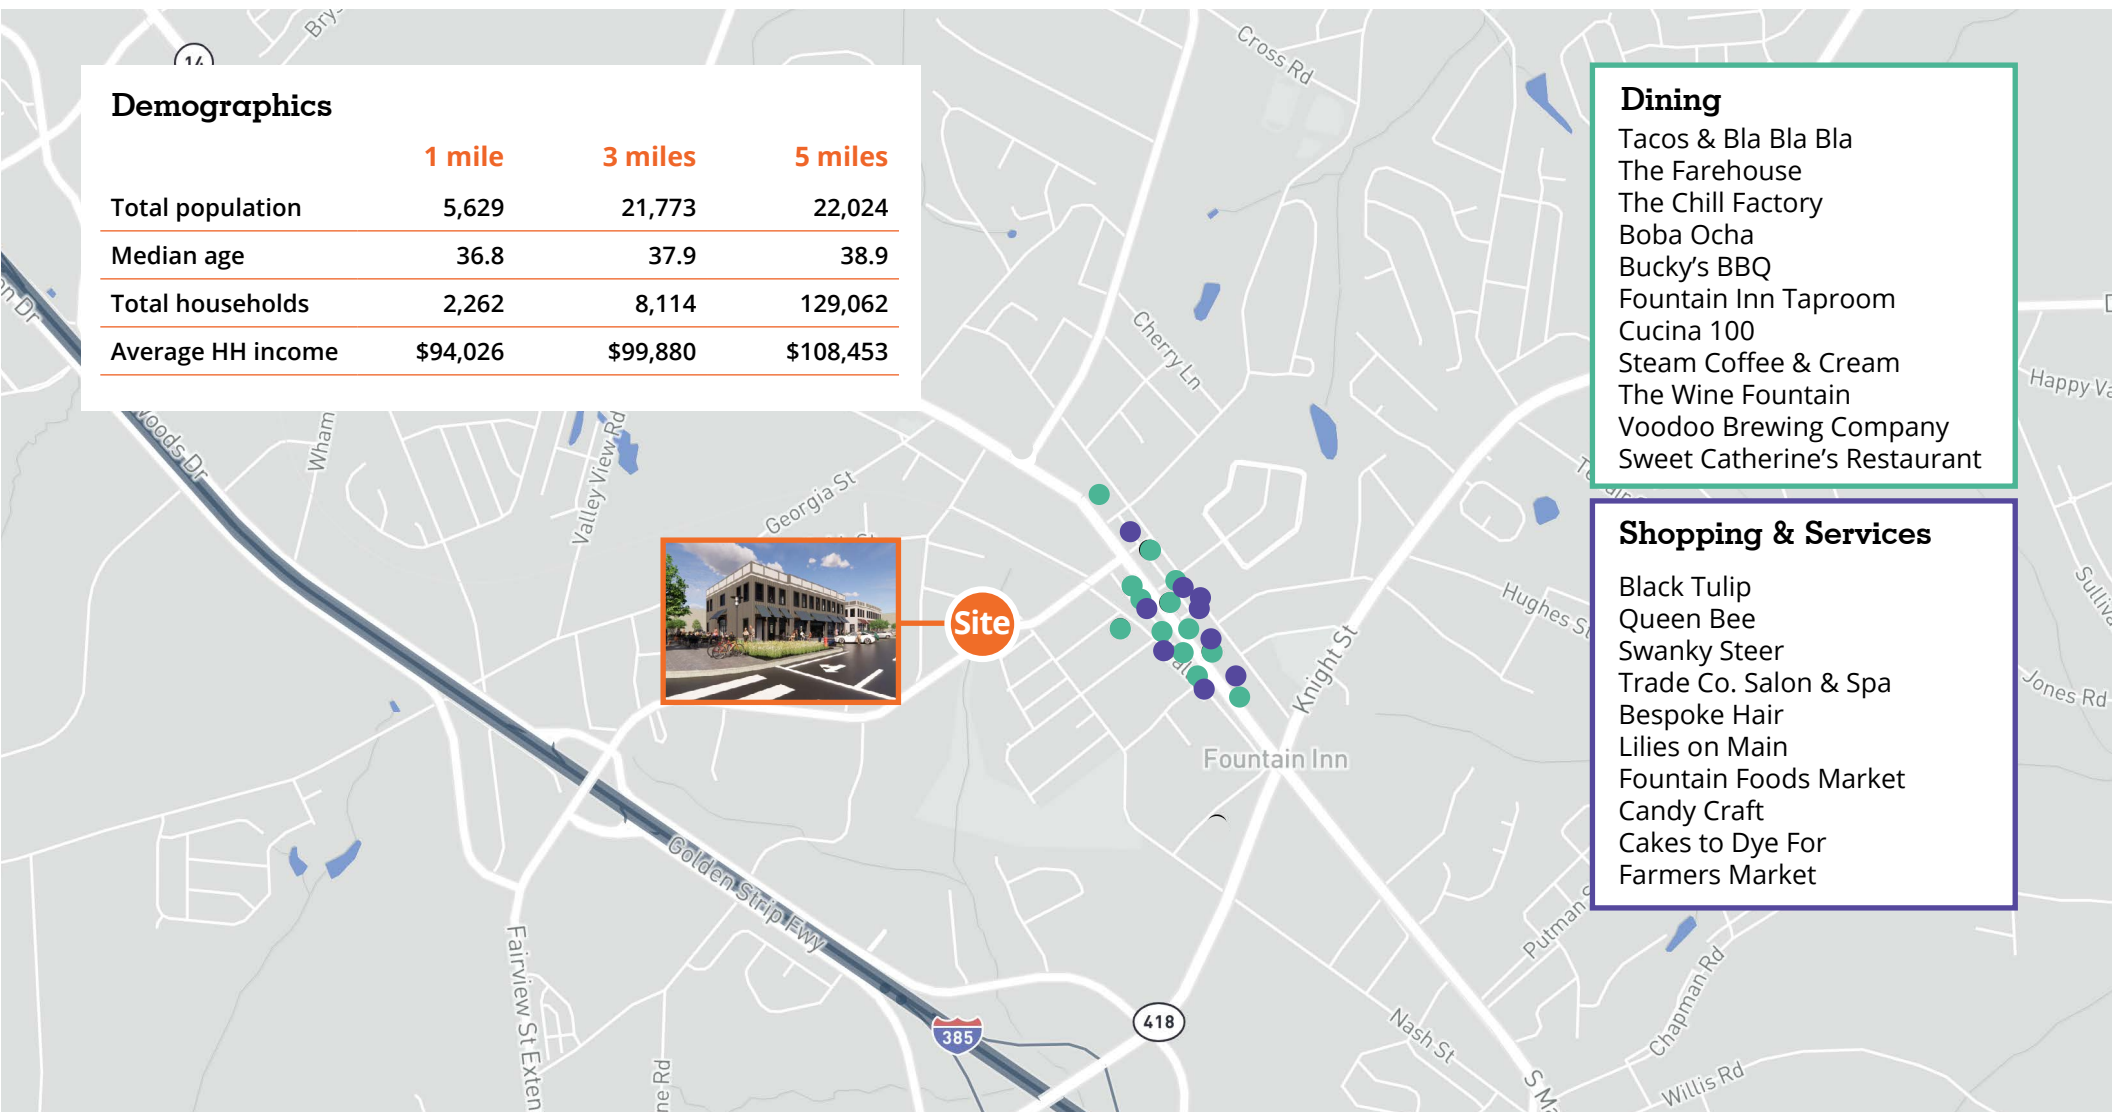 Demographics
1 mile 3 miles 5 miles
Total population 5,629 21,773 22,024
Median age 36.8 37.9 38.9
Total households 2,262 8,114 129,062
Average HH income $94,026 $99,880 $108,453
Dining
Tacos & Bla Bla Bla
The Farehouse
The Chill Factory
Boba Ocha
Bucky's BBQ
Fountain Inn Taproom
Cucina 100
Steam Coffee & Cream
The Wine Fountain
Voodoo Brewing Company
Sweet Catherine's Restaurant
Shopping & Services
Black Tulip
Queen Bee
Swanky Steer
Trade Co. Salon & Spa
Bespoke Hair
Lilies on Main
Fountain Foods Market
Candy Craft
Cakes to Dye For
Farmers Market
Site
14
Cross Rd
Cherry Ln
Georgia St
Valley View Rd
Wham
Knight St
Hughes St
Happy
Jones Rd
Fountain Inn
Golden Strip Fwy
Fairview St Exten
385
418
Nash St
Putman
Chapman Rd
Willis Rd